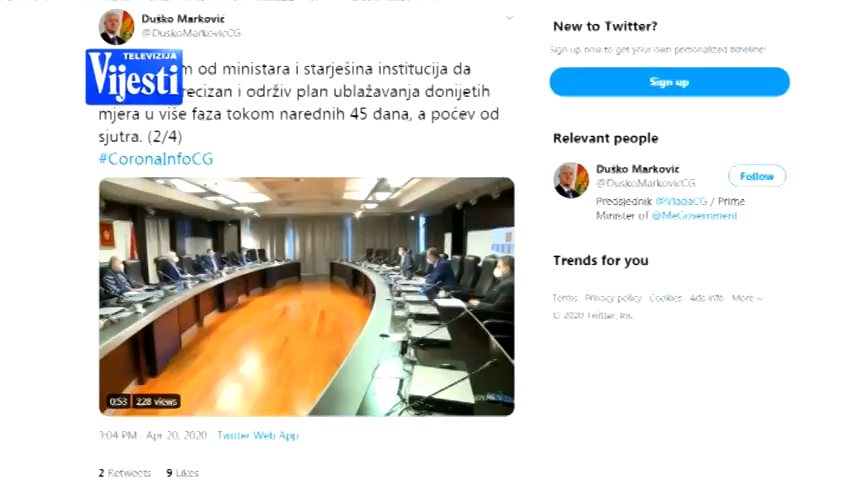 Duško Marković
@DuskoMarkovicCG
TELEVIZIJA
Vijesti
od ministara i starješina institucija da
i održiv plan ublažavanja donijetih
mjera u više faza tokom narednih 45 dana, a počev od
sjutra. (2/4)
#CoronaInfoCG
0:53 228 views
3:04 PM · Apr 20, 2020 · Twitter Web App
2 Retweets 9 Likes
New to Twitter?
Sign up now to get your own personalized timeline!
Sign up
Relevant people
Duško Marković
@DuskoMarkovicCG
Follow
Predsjednik @VladaCG / Prime
Minister of @MeGovernment
Trends for you
Terms Privacy policy Cookies Ads info More
© 2020 Twitter, Inc.